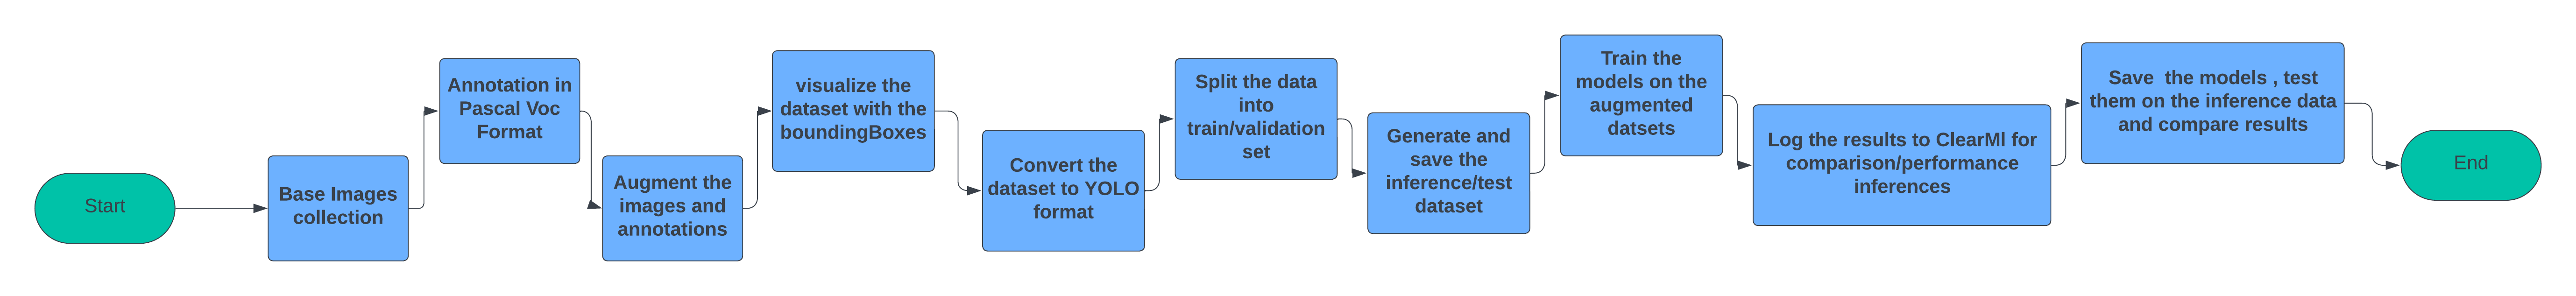 Start
Base Images
collection
Annotation in
Pascal Voc
Format
Augment the
images and
annotations
visualize the
dataset with the
boundingBoxes
Convert the
dataset to YOLO
format
Split the data
into
train/validation
set
Generate and
save the
inference/test
dataset
Train the
models on the
augmented
datsets
Log the results to ClearMl for
comparison/performance
inferences
Save  the models , test
them on the inference data
and compare results
End